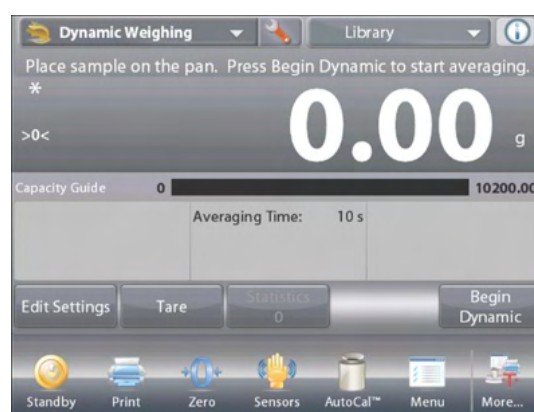 Dynamic Weighing Library
Place sample on the pan. Press Begin Dynamic to start averaging.
*
>0<
0.00 g
Capacity Guide 0 10200.00
Averaging Time: 10 s
Edit Settings Tare Statistics 0 Begin Dynamic
Standby Print Zero Sensors AutoCal™ Menu More...